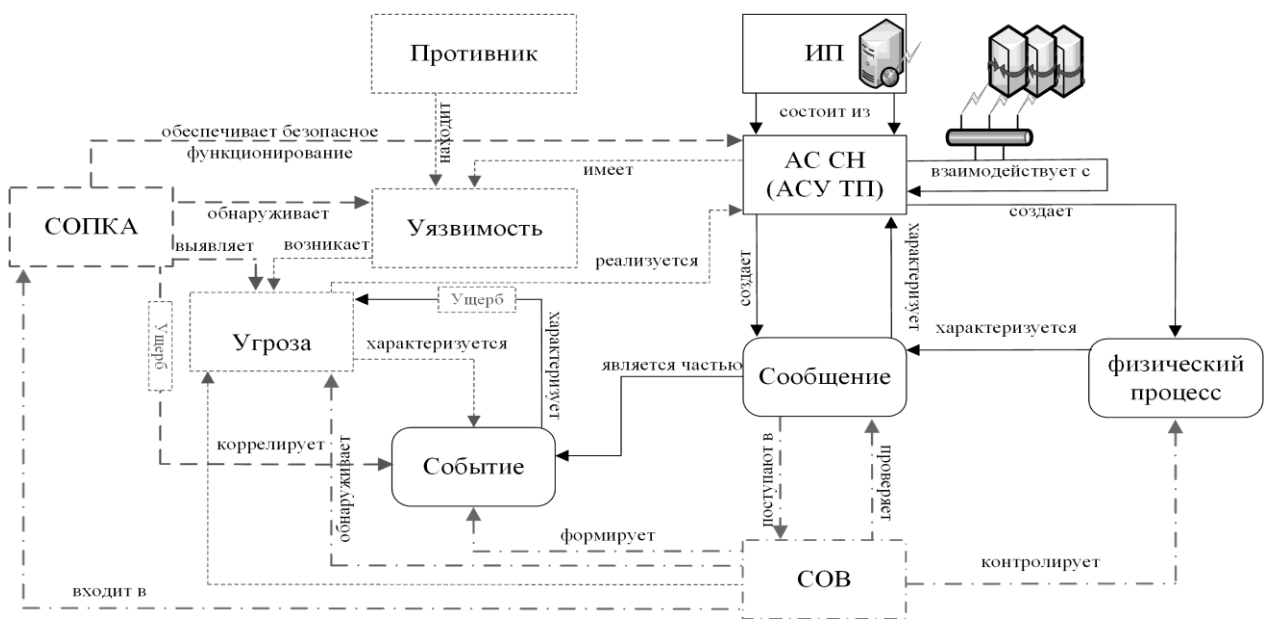 Противник
ИП
состоит из
обеспечивает безопасное
функционирование
находит
АС СН
(АСУ ТП)
взаимодействует с
имеет
создает
СОПКА
обнаруживает
Уязвимость
выявляет
возникает
реализуется
создает
характеризует
Ущерб
Ущерб
Угроза
характеризуется
характеризует
характеризуется
является частью
Сообщение
физический
процесс
коррелирует
Событие
обнаруживает
поступают в
проверяет
формирует
СОВ
контролирует
входит в